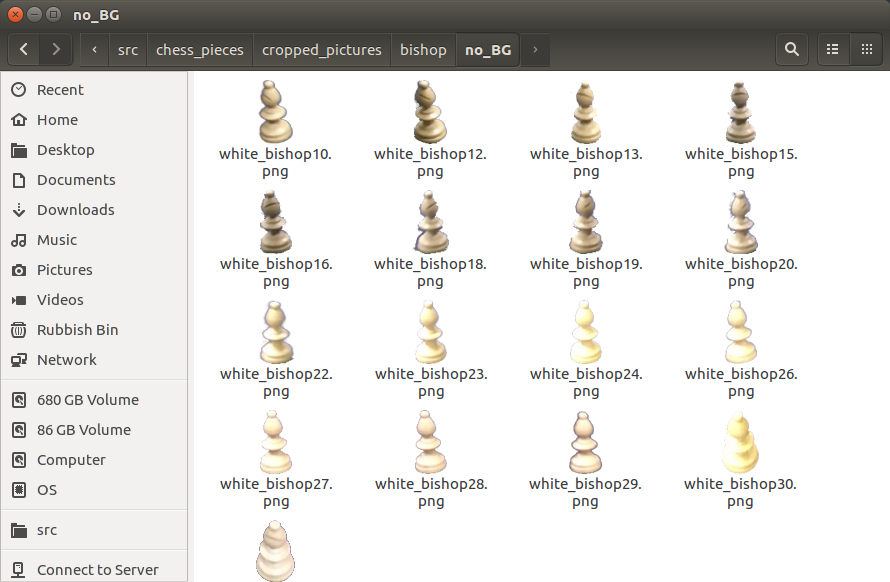 no_BG
src
chess_pieces
cropped_pictures
bishop
no_BG
Recent
Home
Desktop
Documents
Downloads
Music
Pictures
Videos
Rubbish Bin
Network
680 GB Volume
86 GB Volume
Computer
OS
src
Connect to Server
white_bishop10.
png
white_bishop12.
png
white_bishop13.
png
white_bishop15.
png
white_bishop16.
png
white_bishop18.
png
white_bishop19.
png
white_bishop20.
png
white_bishop22.
png
white_bishop23.
png
white_bishop24.
png
white_bishop26.
png
white_bishop27.
png
white_bishop28.
png
white_bishop29.
png
white_bishop30.
png